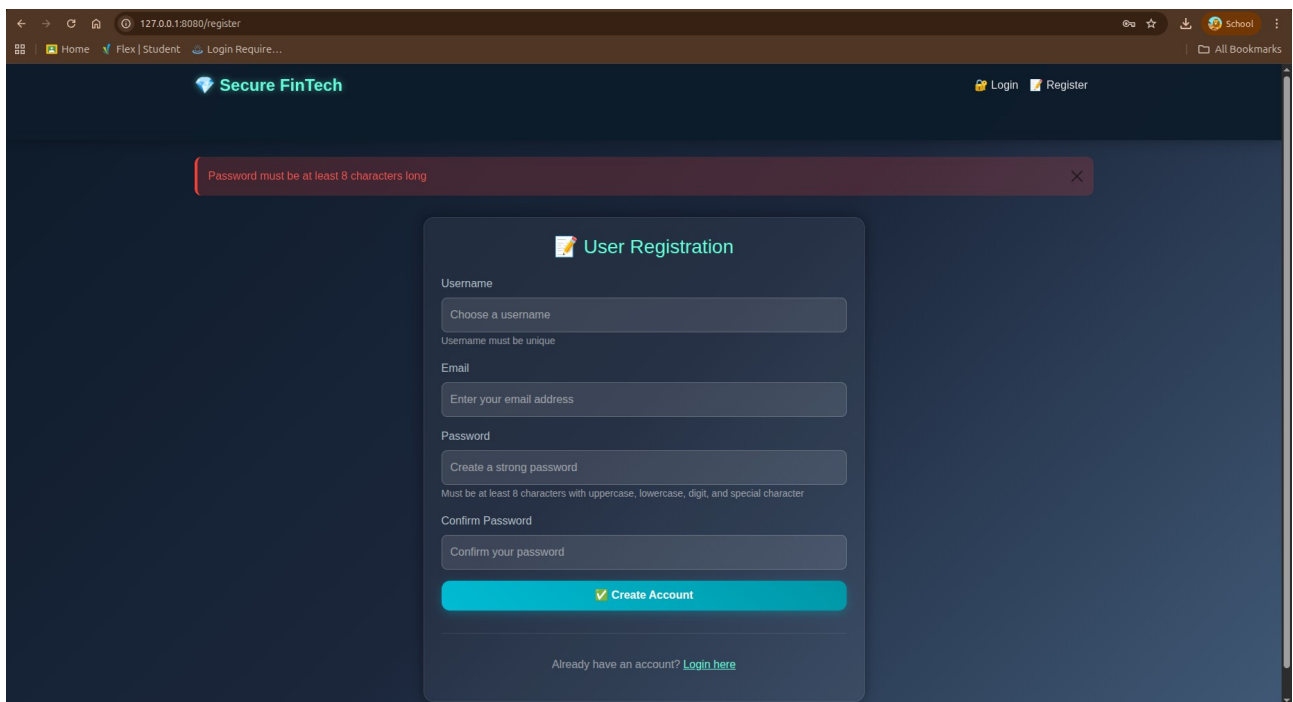 127.0.0.1:8080/register
School
Home Flex | Student Login Require...
All Bookmarks
💎 Secure FinTech
🔐 Login 📝 Register
Password must be at least 8 characters long
📝 User Registration
Username
Choose a username
Username must be unique
Email
Enter your email address
Password
Create a strong password
Must be at least 8 characters with uppercase, lowercase, digit, and special character
Confirm Password
Confirm your password
✅ Create Account
Already have an account? Login here